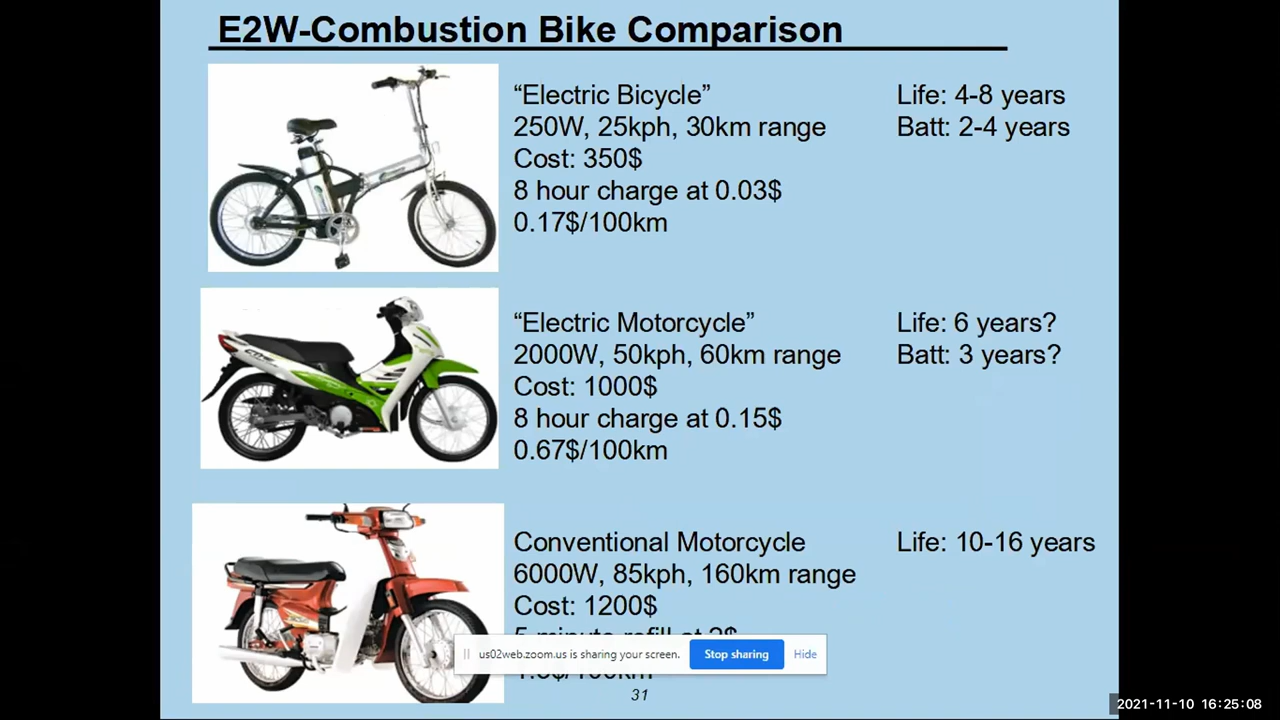 E2W-Combustion Bike Comparison
“Electric Bicycle”
250W, 25kph, 30km range
Cost: 350$
8 hour charge at 0.03$
0.17$/100km
Life: 4-8 years
Batt: 2-4 years
“Electric Motorcycle”
2000W, 50kph, 60km range
Cost: 1000$
8 hour charge at 0.15$
0.67$/100km
Life: 6 years?
Batt: 3 years?
Conventional Motorcycle
6000W, 85kph, 160km range
Cost: 1200$
5 minute refill at
Life: 10-16 years
us02web.zoom.us is sharing your screen.
Stop sharing
Hide
31
2021-11-10 16:25:08